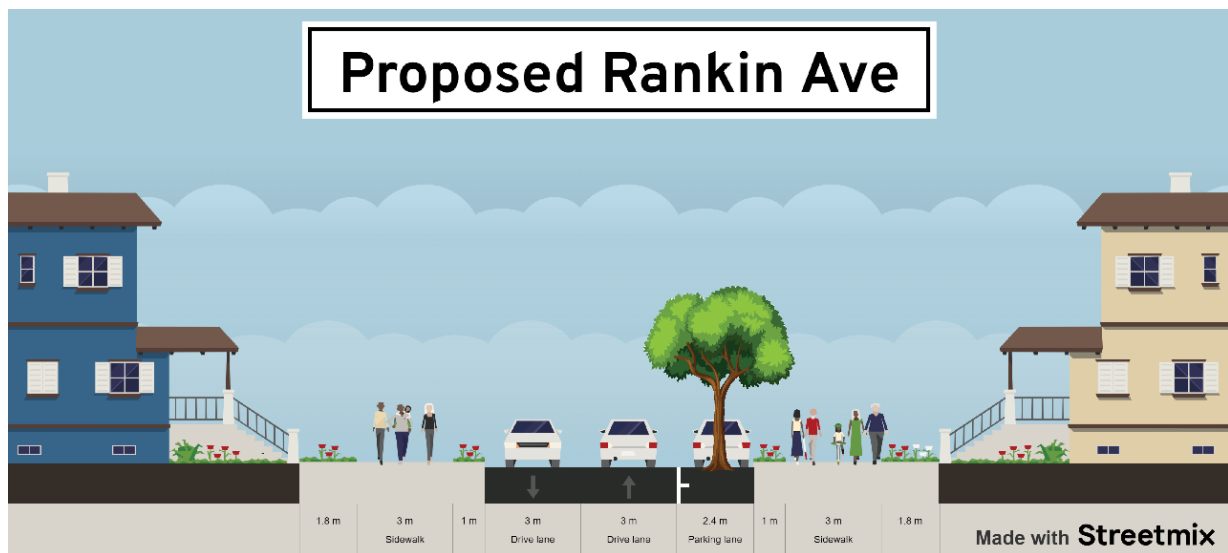 Proposed Rankin Ave
1.8 m 3 m 1 m 3 m 3 m 2.4 m 1 m 3 m 1.8 m
Sidewalk Drive lane Drive lane Parking lane Sidewalk
Made with Streetmix